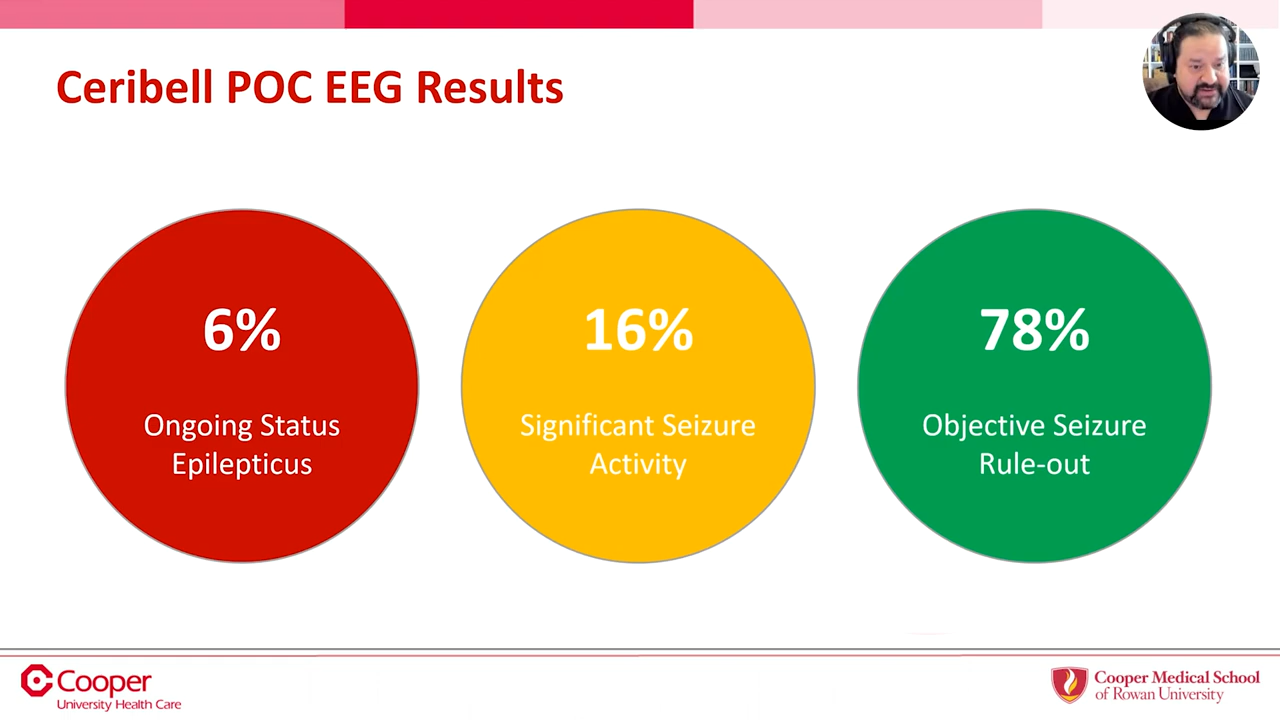 Ceribell POC EEG Results
6%
Ongoing Status
Epilepticus
16%
Significant Seizure
Activity
78%
Objective Seizure
Rule-out
Cooper
University Health Care
Cooper Medical School
of Rowan University